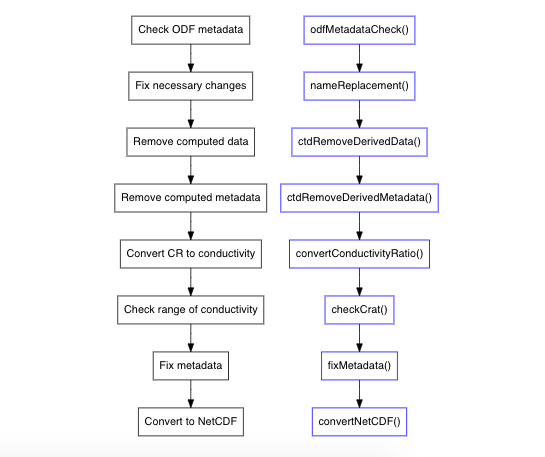 Check ODF metadata
odfMetadataCheck()
Fix necessary changes
nameReplacement()
Remove computed data
ctdRemoveDerivedData()
Remove computed metadata
ctdRemoveDerivedMetadata()
Convert CR to conductivity
convertConductivityRatio()
Check range of conductivity
checkCrat()
Fix metadata
fixMetadata()
Convert to NetCDF
convertNetCDF()